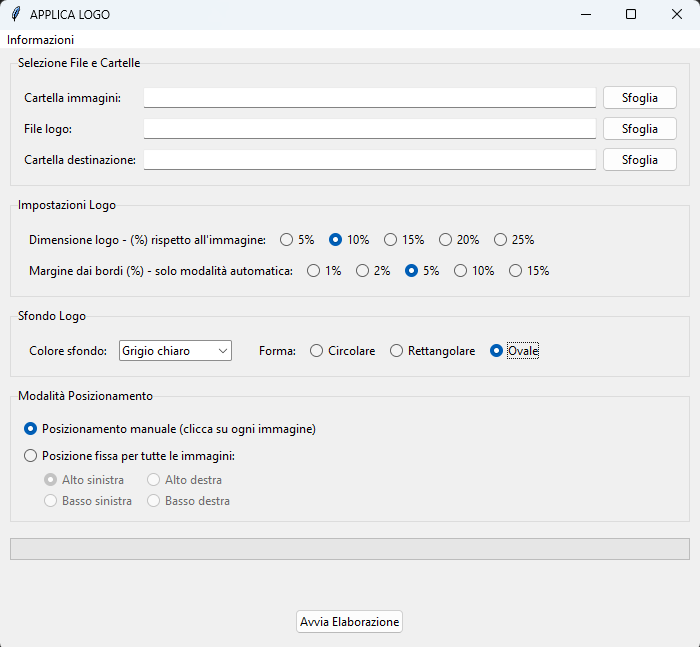 APPLICA LOGO
Informazioni
Selezione File e Cartelle
Cartella immagini: Sfoglia
File logo: Sfoglia
Cartella destinazione: Sfoglia
Impostazioni Logo
Dimensione logo - (%) rispetto all'immagine: 5% 10% 15% 20% 25%
Margine dai bordi (%) - solo modalità automatica: 1% 2% 5% 10% 15%
Sfondo Logo
Colore sfondo: Grigio chiaro Forma: Circolare Rettangolare Ovale
Modalità Posizionamento
Posizionamento manuale (clicca su ogni immagine)
Posizione fissa per tutte le immagini:
Alto sinistra Alto destra
Basso sinistra Basso destra
Avvia Elaborazione